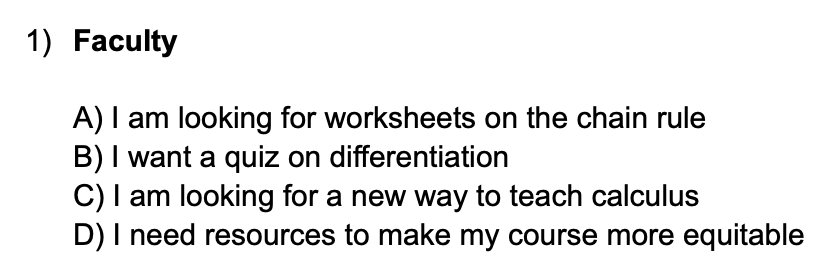 1) Faculty
A) I am looking for worksheets on the chain rule
B) I want a quiz on differentiation
C) I am looking for a new way to teach calculus
D) I need resources to make my course more equitable